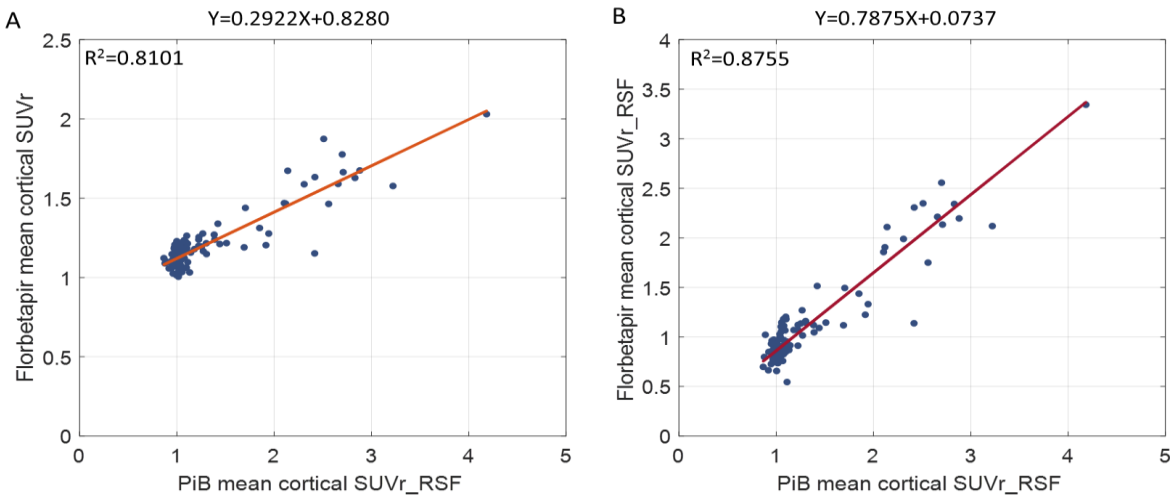 A
Y=0.2922X+0.8280
R²=0.8101
2.5
2
1.5
1
0.5
0
Florbetapir mean cortical SUVr
0 1 2 3 4 5
PiB mean cortical SUVr_RSF
B
Y=0.7875X+0.0737
R²=0.8755
4
3.5
3
2.5
2
1.5
1
0.5
0
Florbetapir mean cortical SUVr_RSF
0 1 2 3 4 5
PiB mean cortical SUVr_RSF